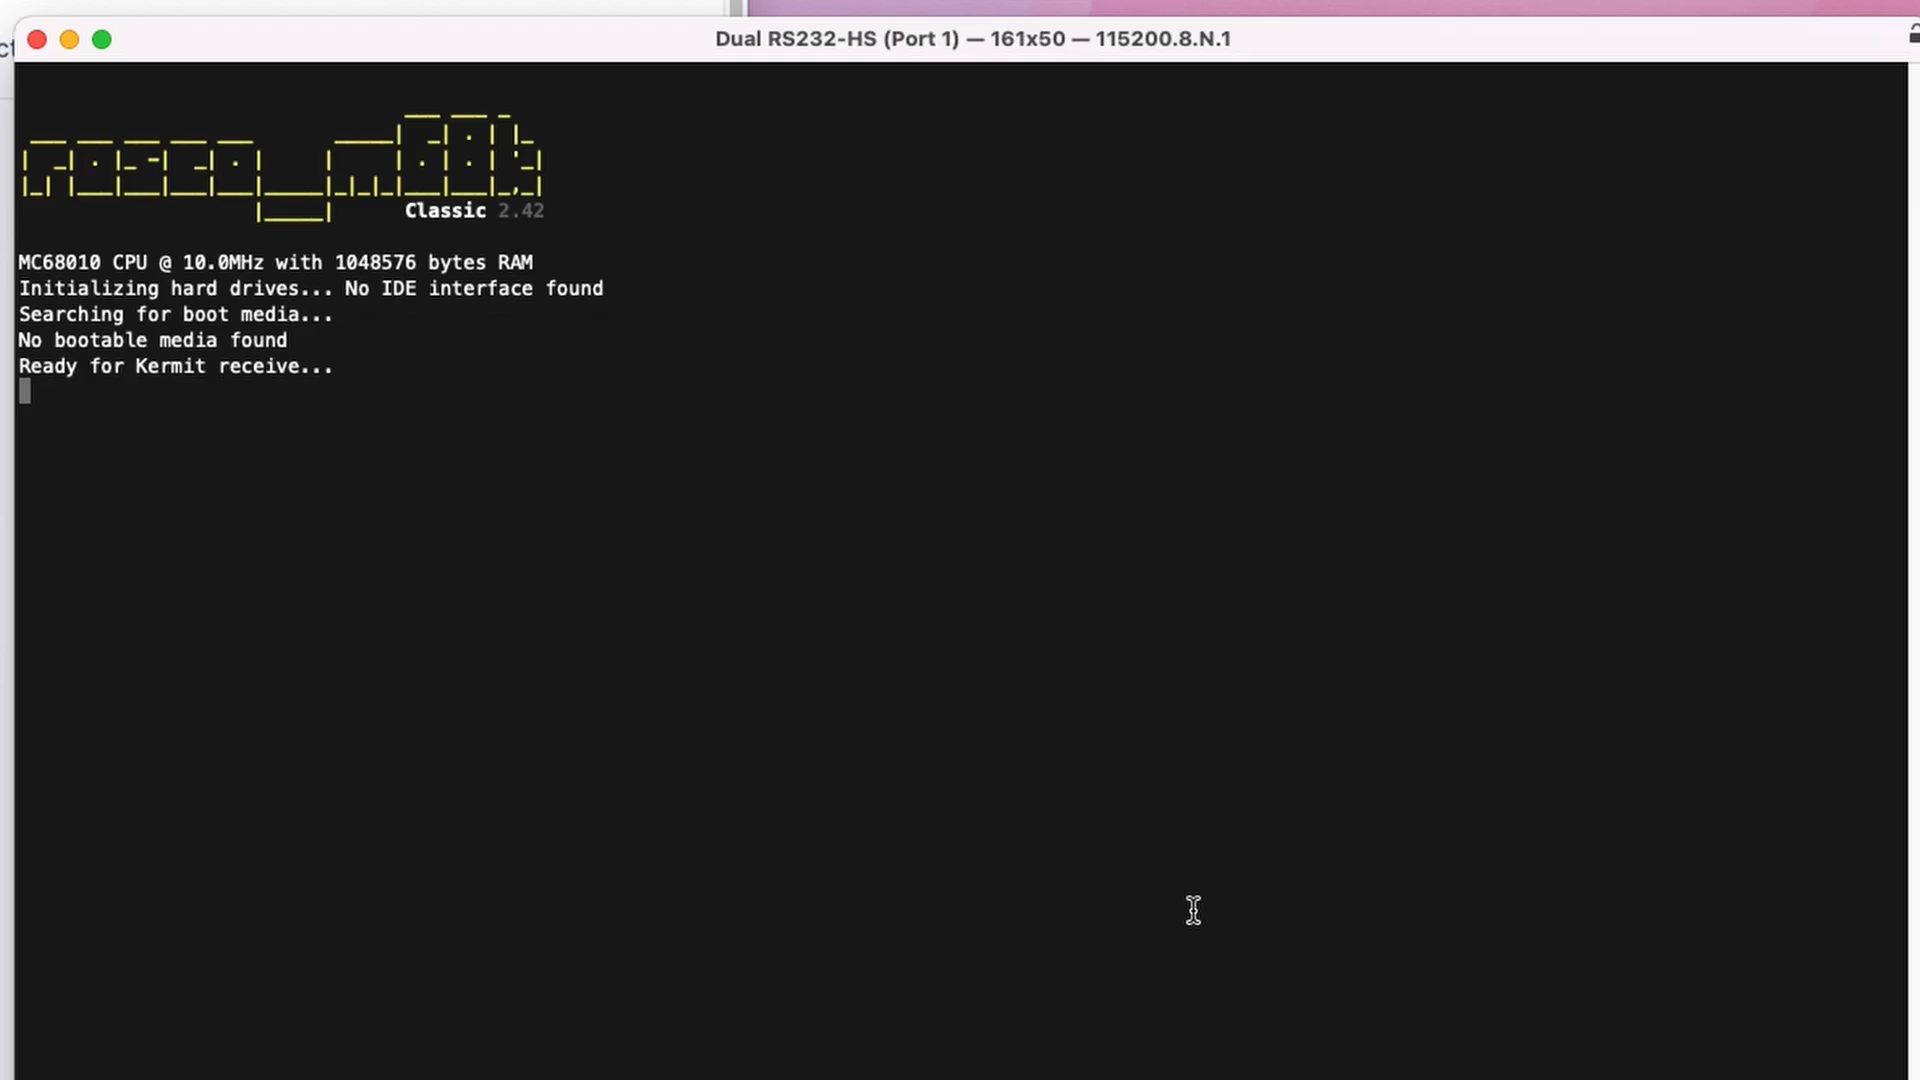 Dual RS232-HS (Port 1) — 161x50 — 115200.8.N.1
rosco_m68k
Classic 2.42
MC68010 CPU @ 10.0MHz with 1048576 bytes RAM
Initializing hard drives... No IDE interface found
Searching for boot media...
No bootable media found
Ready for Kermit receive...